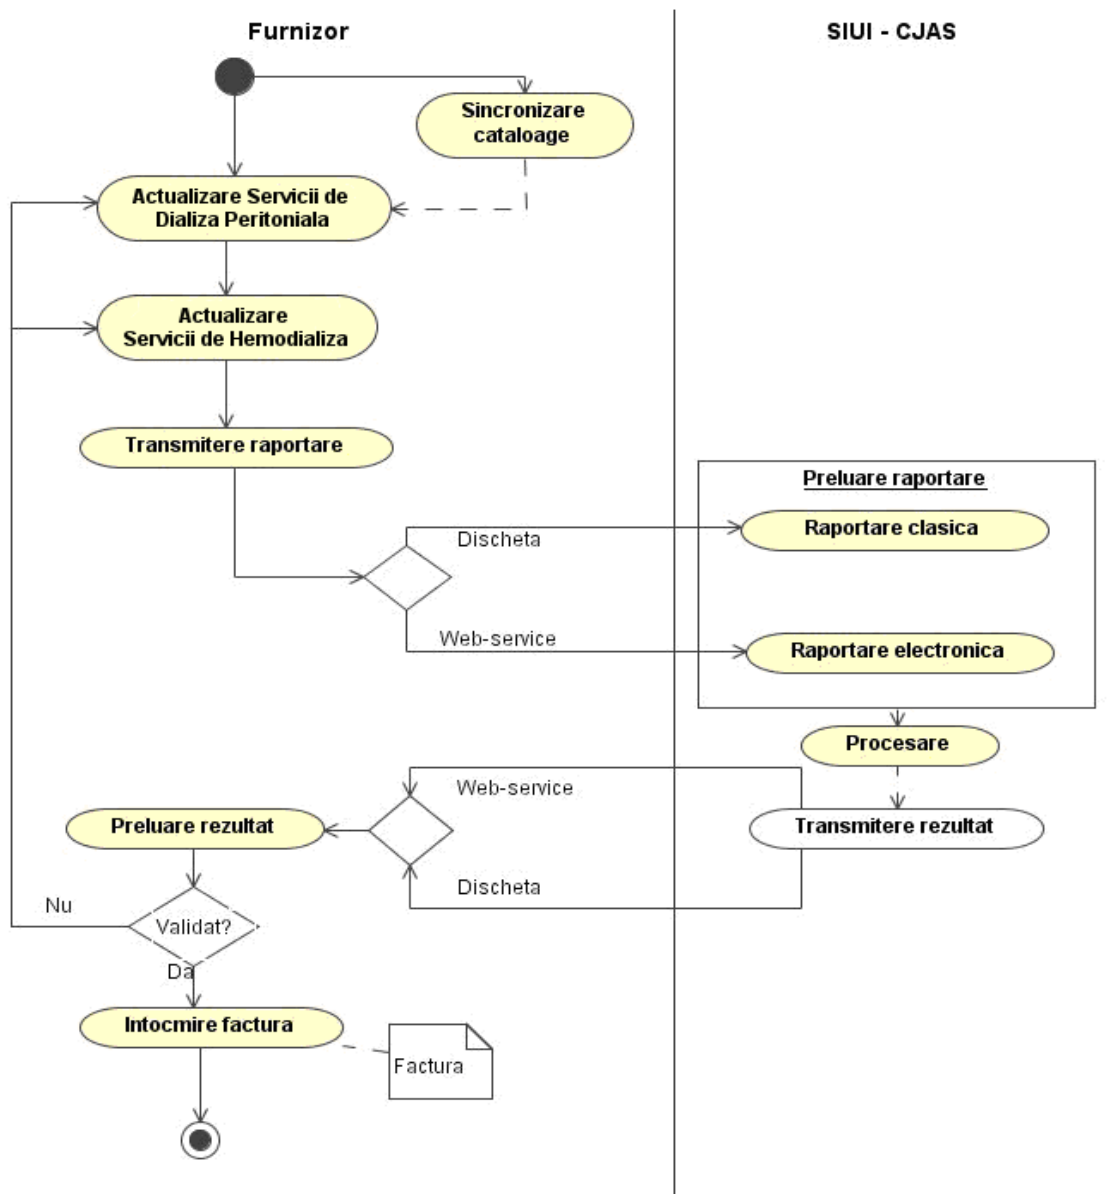 Furnizor
SIUI - CJAS
Sincronizare
cataloage
Actualizare Servicii de
Dializa Peritoniala
Actualizare
Servicii de Hemodializa
Transmitere raportare
Preluare raportare
Discheta
Raportare clasica
Web-service
Raportare electronica
Procesare
Web-service
Preluare rezultat
Transmitere rezultat
Discheta
Nu
Validat?
Da
Intocmire factura
Factura